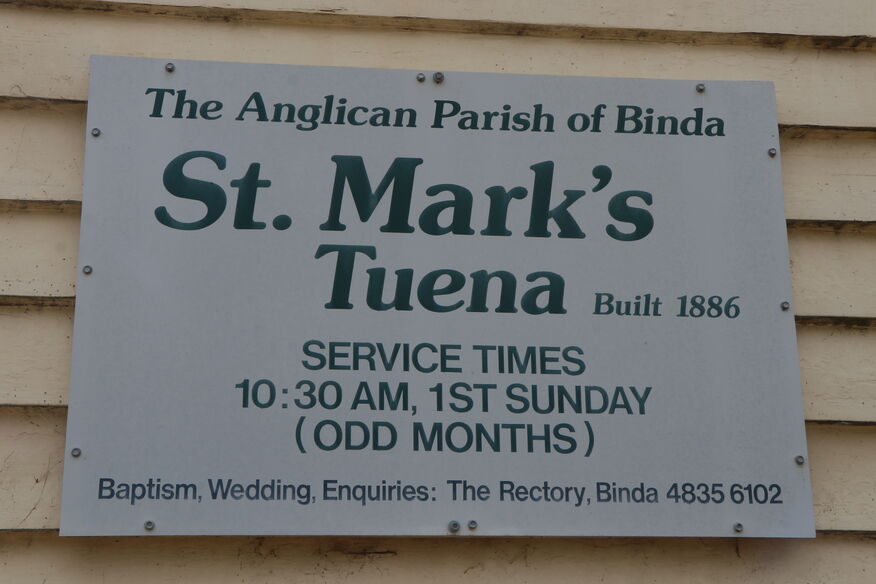 The Anglican Parish of Binda
St. Mark's
Tuena Built 1886
SERVICE TIMES
10:30 AM, 1ST SUNDAY
(ODD MONTHS)
Baptism, Wedding, Enquiries: The Rectory, Binda 4835 6102